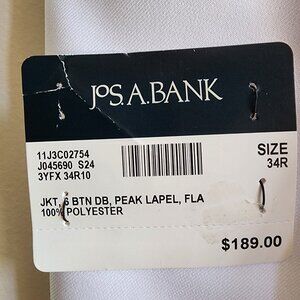 JOS. A. BANK
11J3C02754
J045690 S24
3YFX 34R10
SIZE
34R
JKT, 6 BTN DB, PEAK LAPEL, FLA
100% POLYESTER
$189.00